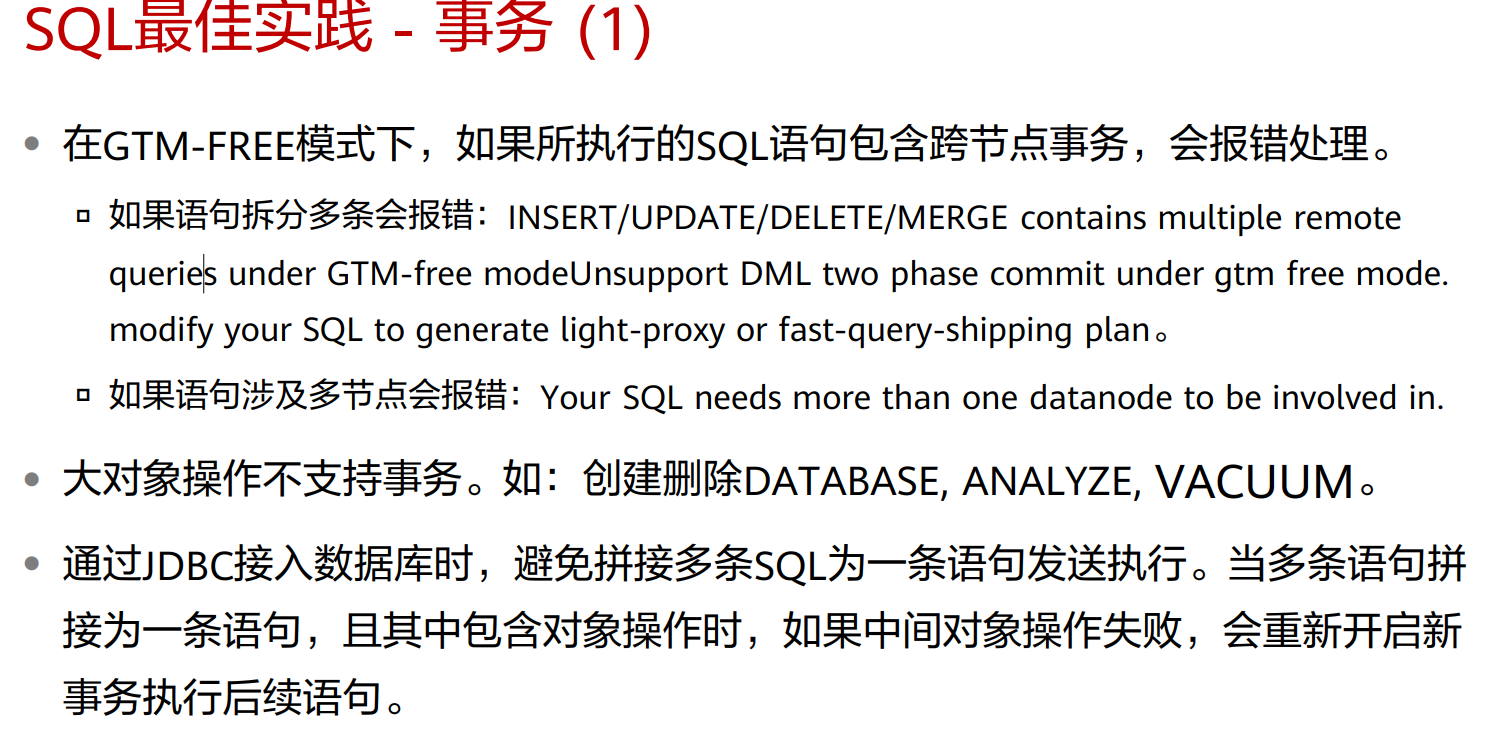 SQL最佳实践 - 事务 (1)
• 在GTM-FREE模式下，如果所执行的SQL语句包含跨节点事务，会报错处理。
▫ 如果语句拆分多条会报错：INSERT/UPDATE/DELETE/MERGE contains multiple remote
queries under GTM-free modeUnsupport DML two phase commit under gtm free mode.
modify your SQL to generate light-proxy or fast-query-shipping plan。
▫ 如果语句涉及多节点会报错：Your SQL needs more than one datanode to be involved in.
• 大对象操作不支持事务。如：创建删除DATABASE, ANALYZE, VACUUM。
• 通过JDBC接入数据库时，避免拼接多条SQL为一条语句发送执行。当多条语句拼
接为一条语句，且其中包含对象操作时，如果中间对象操作失败，会重新开启新
事务执行后续语句。